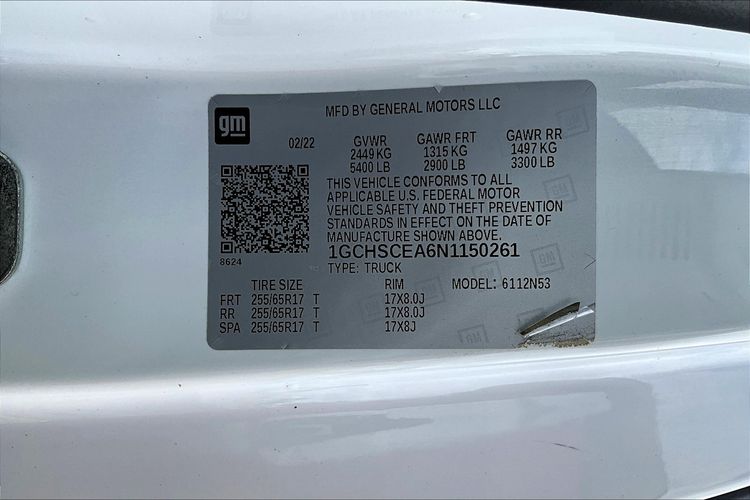 gm
MFD BY GENERAL MOTORS LLC
02/22 GVWR GAWR FRT GAWR RR
2449 KG 1315 KG 1497 KG
5400 LB 2900 LB 3300 LB
THIS VEHICLE CONFORMS TO ALL
APPLICABLE U.S. FEDERAL MOTOR
VEHICLE SAFETY AND THEFT PREVENTION
STANDARDS IN EFFECT ON THE DATE OF
MANUFACTURE SHOWN ABOVE.
1GCHSCEA6N1150261
8624
TYPE: TRUCK
TIRE SIZE RIM MODEL: 6112N53
FRT 255/65R17 T 17X8.0J
RR 255/65R17 T 17X8.0J
SPA 255/65R17 T 17X8J